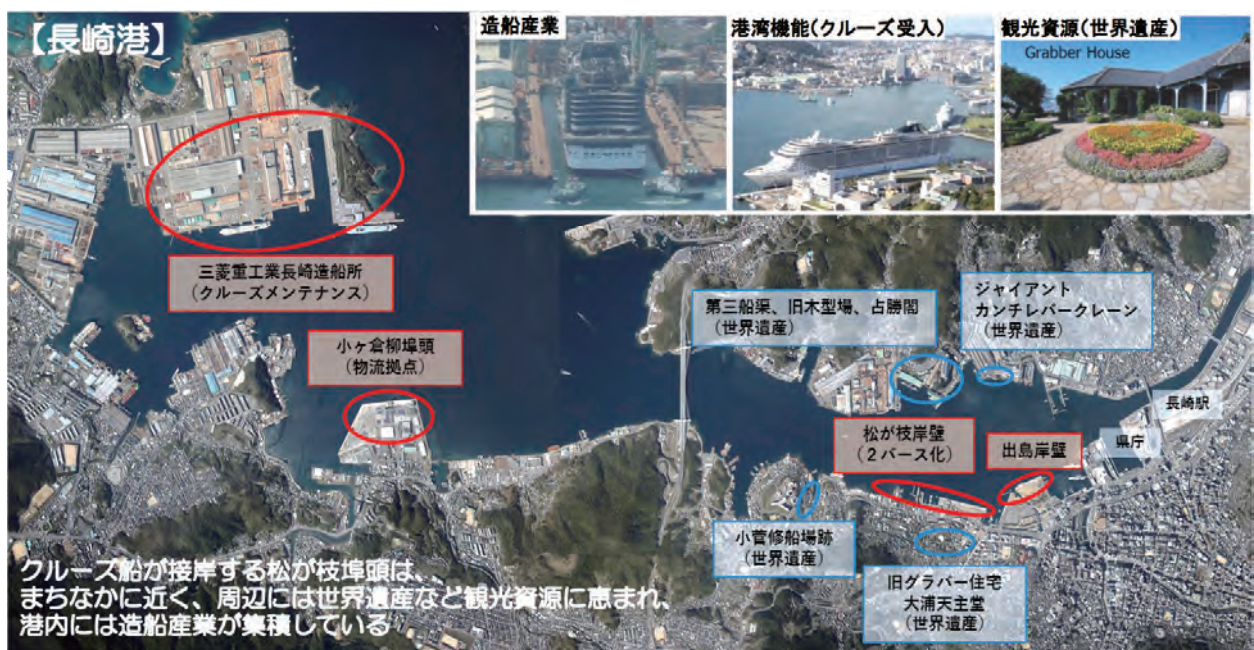 【長崎港】
造船産業
港湾機能(クルーズ受入)
観光資源(世界遺産)
Grabber House
三菱重工業長崎造船所
(クルーズメンテナンス)
小ヶ倉柳埠頭
(物流拠点)
第三船渠、旧木型場、占勝閣
(世界遺産)
ジャイアント
カンチレバークレーン
(世界遺産)
長崎駅
県庁
松が枝岸壁
(2バース化)
出島岸壁
小菅修船場跡
(世界遺産)
旧グラバー住宅
大浦天主堂
(世界遺産)
クルーズ船が接岸する松が枝埠頭は、
まちなかに近く、周辺には世界遺産など観光資源に恵まれ、
港内には造船産業が集積している